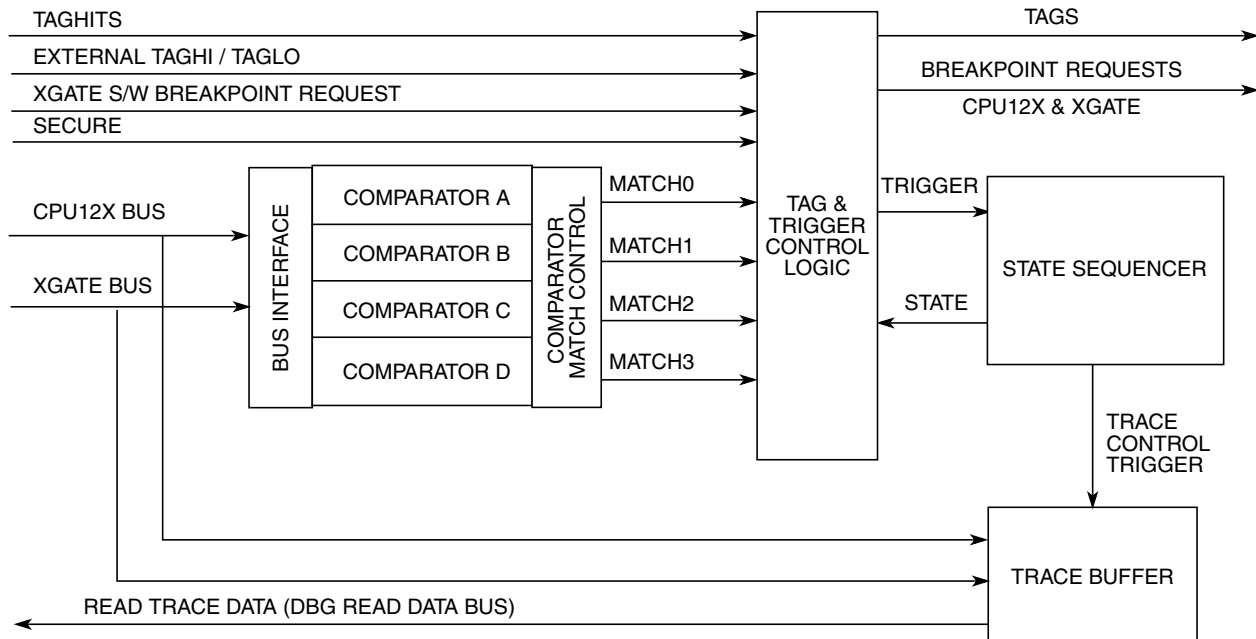 TAGHITS
EXTERNAL TAGHI / TAGLO
XGATE S/W BREAKPOINT REQUEST
SECURE
TAGS
BREAKPOINT REQUESTS
CPU12X & XGATE
CPU12X BUS
XGATE BUS
BUS INTERFACE
COMPARATOR A
COMPARATOR B
COMPARATOR C
COMPARATOR D
COMPARATOR
MATCH CONTROL
MATCH0
MATCH1
MATCH2
MATCH3
TAG &
TRIGGER
CONTROL
LOGIC
TRIGGER
STATE
STATE SEQUENCER
TRACE
CONTROL
TRIGGER
TRACE BUFFER
READ TRACE DATA (DBG READ DATA BUS)